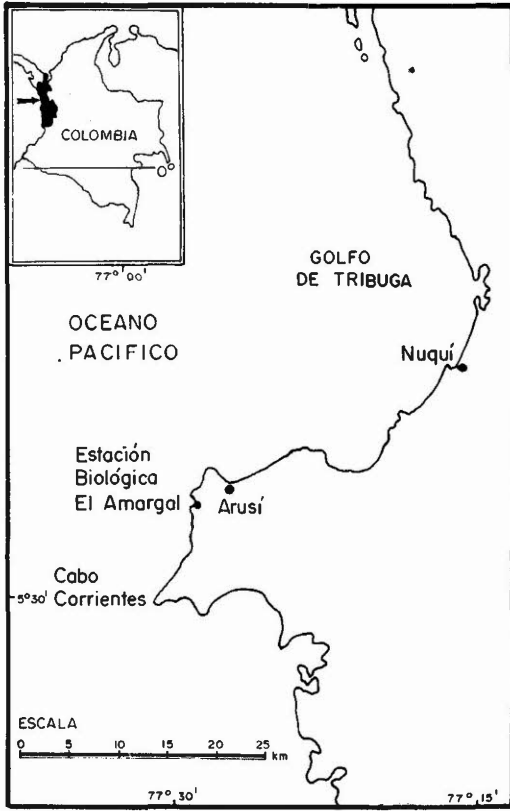 COLOMBIA
77° 00'
GOLFO
DE TRIBUGA
OCEANO
PACIFICO
Nuquí
Estación
Biológica
El Amargal
Arusí
Cabo
Corrientes
5°30'
ESCALA
0 5 10 15 20 25
km
77° 30'
77° 15'